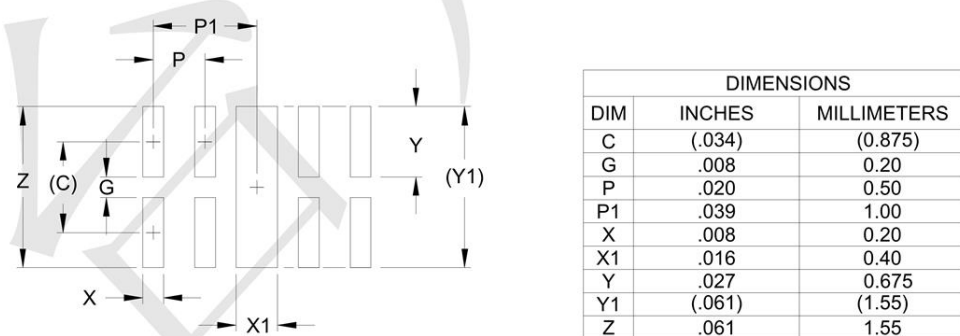 P1
P
Z
(C)
G
Y
(Y1)
X
X1
DIMENSIONS
DIM INCHES MILLIMETERS
C (.034) (0.875)
G .008 0.20
P .020 0.50
P1 .039 1.00
X .008 0.20
X1 .016 0.40
Y .027 0.675
Y1 (.061) (1.55)
Z .061 1.55